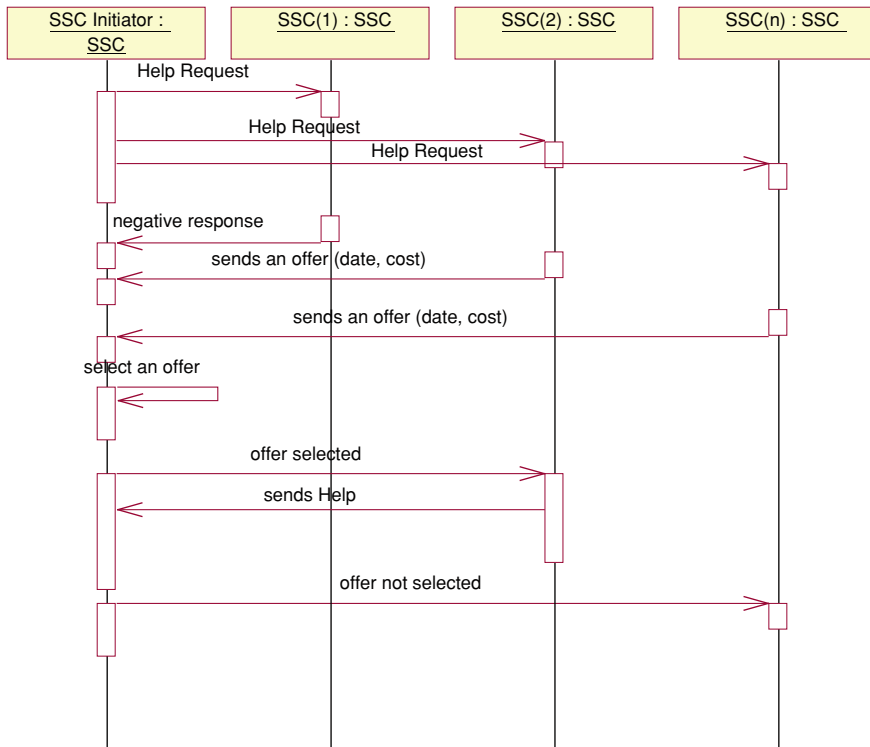 SSC Initiator :
SSC
SSC(1) : SSC
SSC(2) : SSC
SSC(n) : SSC
Help Request
Help Request
Help Request
negative response
sends an offer (date, cost)
sends an offer (date, cost)
select an offer
offer selected
sends Help
offer not selected